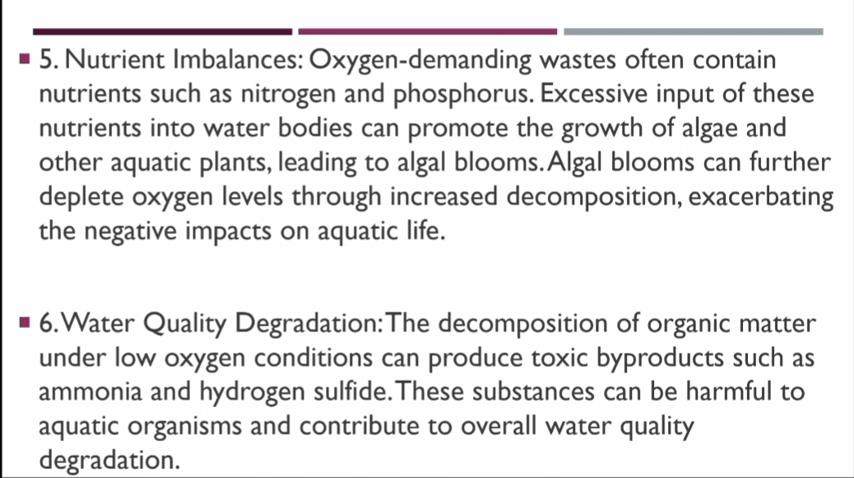 5. Nutrient Imbalances: Oxygen-demanding wastes often contain
nutrients such as nitrogen and phosphorus. Excessive input of these
nutrients into water bodies can promote the growth of algae and
other aquatic plants, leading to algal blooms. Algal blooms can further
deplete oxygen levels through increased decomposition, exacerbating
the negative impacts on aquatic life.
6. Water Quality Degradation: The decomposition of organic matter
under low oxygen conditions can produce toxic byproducts such as
ammonia and hydrogen sulfide. These substances can be harmful to
aquatic organisms and contribute to overall water quality
degradation.